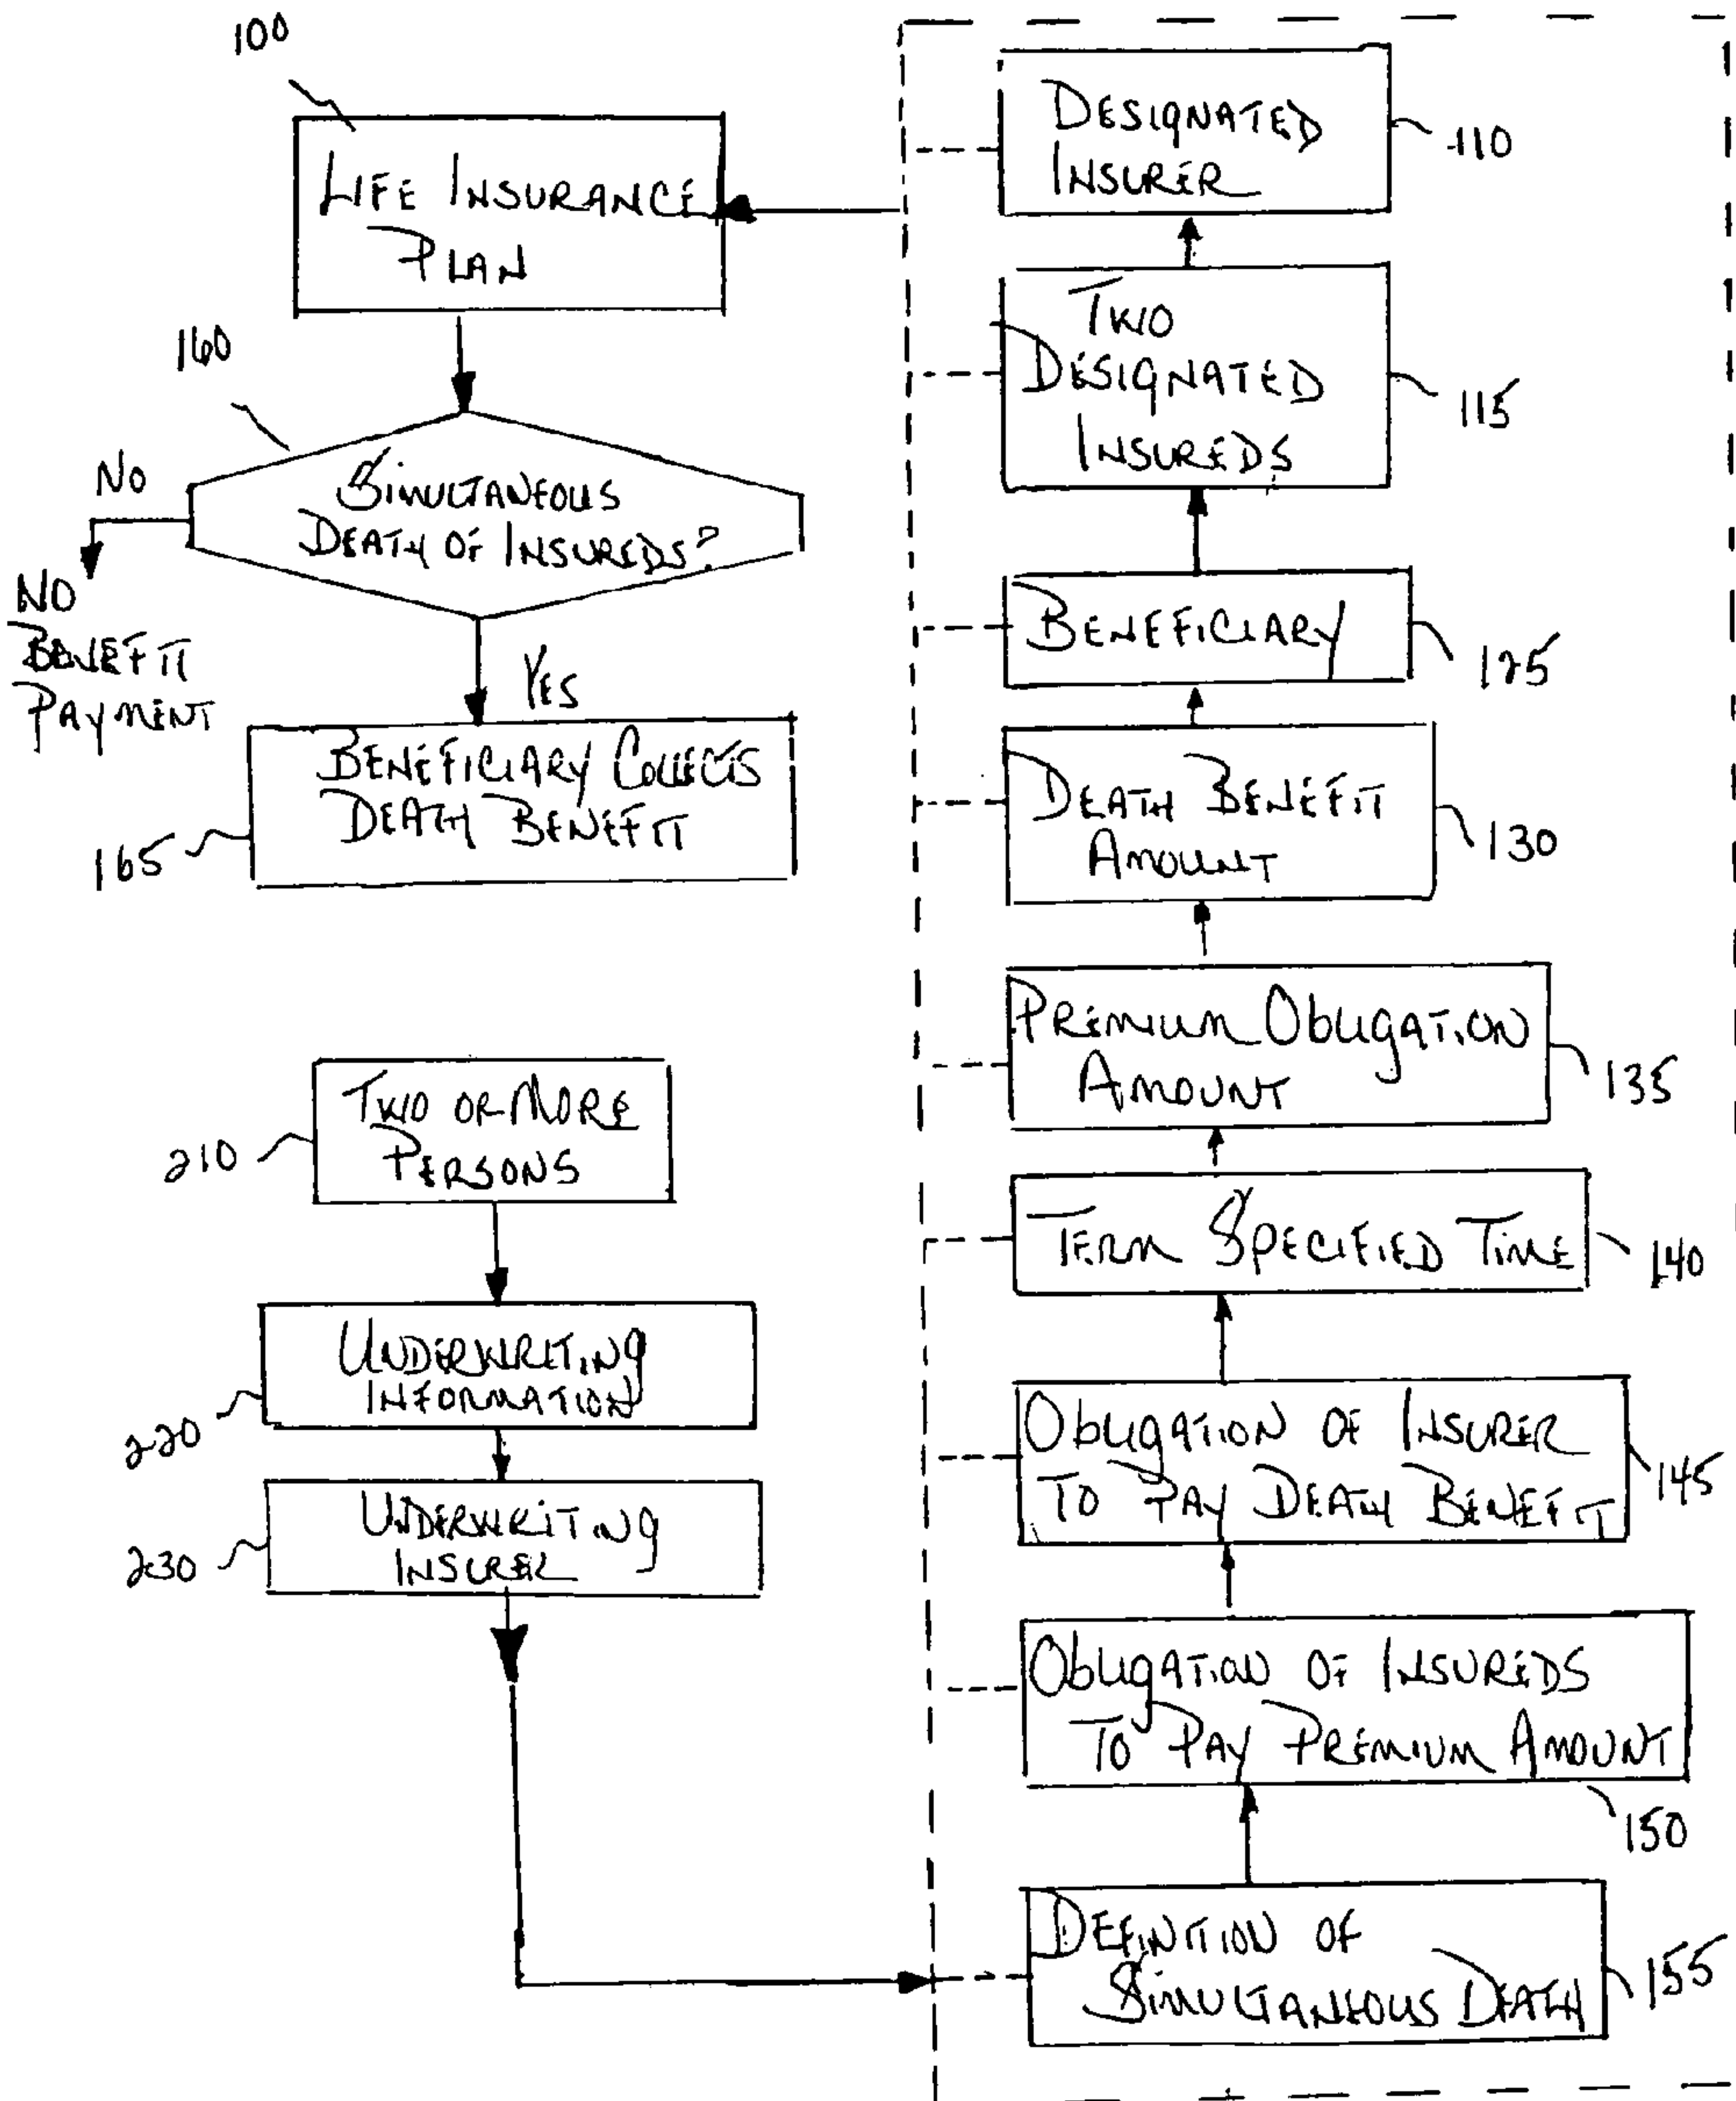 100
LIFE INSURANCE
PLAN
160
SIMULTANEOUS
DEATH OF INSUREDS?
NO
NO
BENEFIT
PAYMENT
YES
BENEFICIARY COLLECTS
DEATH BENEFIT
165
TWO OR MORE
PERSONS
210
UNDERWRITING
INFORMATION
220
UNDERWRITING
INSURER
230
DESIGNATED
INSURER
110
TWO
DESIGNATED
INSUREDS
115
BENEFICIARY
125
DEATH BENEFIT
AMOUNT
130
PREMIUM OBLIGATION
AMOUNT
135
TERM SPECIFIED TIME
140
OBLIGATION OF INSURER
TO PAY DEATH BENEFIT
145
OBLIGATION OF INSUREDS
TO PAY PREMIUM AMOUNT
150
DEFINITION OF
SIMULTANEOUS DEATH
155